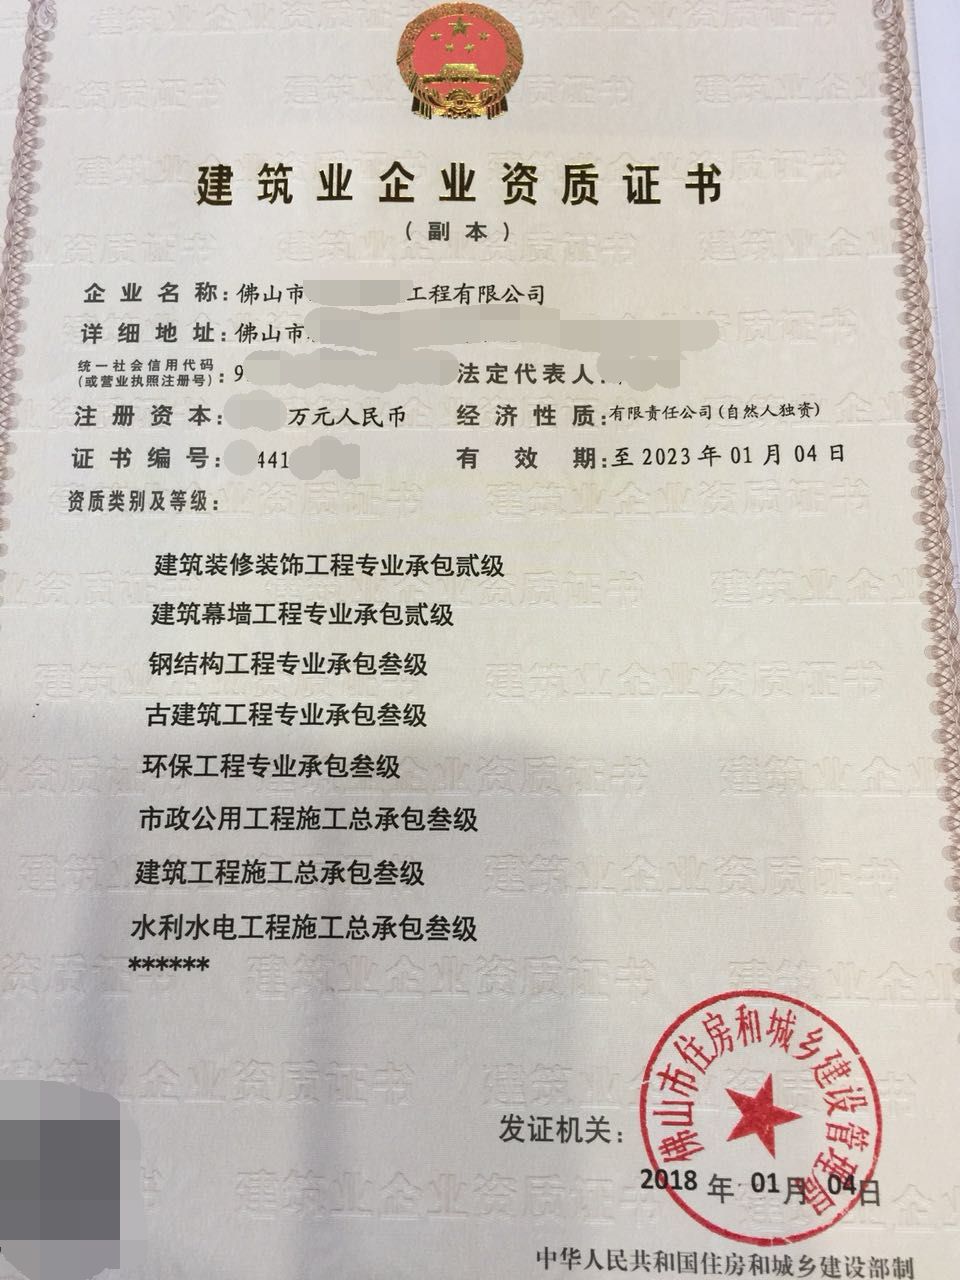 建筑业企业资质证书
(副本)
企业名称:佛山市 工程有限公司
详细地址:佛山市
统一社会信用代码
(或营业执照注册号):9 法定代表人:
注册资本: 万元人民币 经济性质:有限责任公司(自然人独资)
证书编号: 441 有效期:至2023年01月04日
资质类别及等级:
建筑装修装饰工程专业承包贰级
建筑幕墙工程专业承包贰级
钢结构工程专业承包叁级
古建筑工程专业承包叁级
环保工程专业承包叁级
市政公用工程施工总承包叁级
建筑工程施工总承包叁级
水利水电工程施工总承包叁级
******
佛山市住房和城乡建设管理局
发证机关:
2018年01月04日
中华人民共和国住房和城乡建设部制